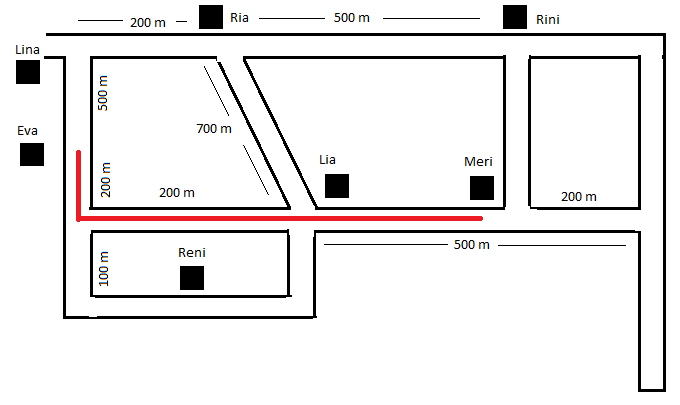 200 m
Ria
500 m
Rini
Lina
500 m
Eva
700 m
Lia
Meri
200 m
200 m
200 m
Reni
500 m
100 m